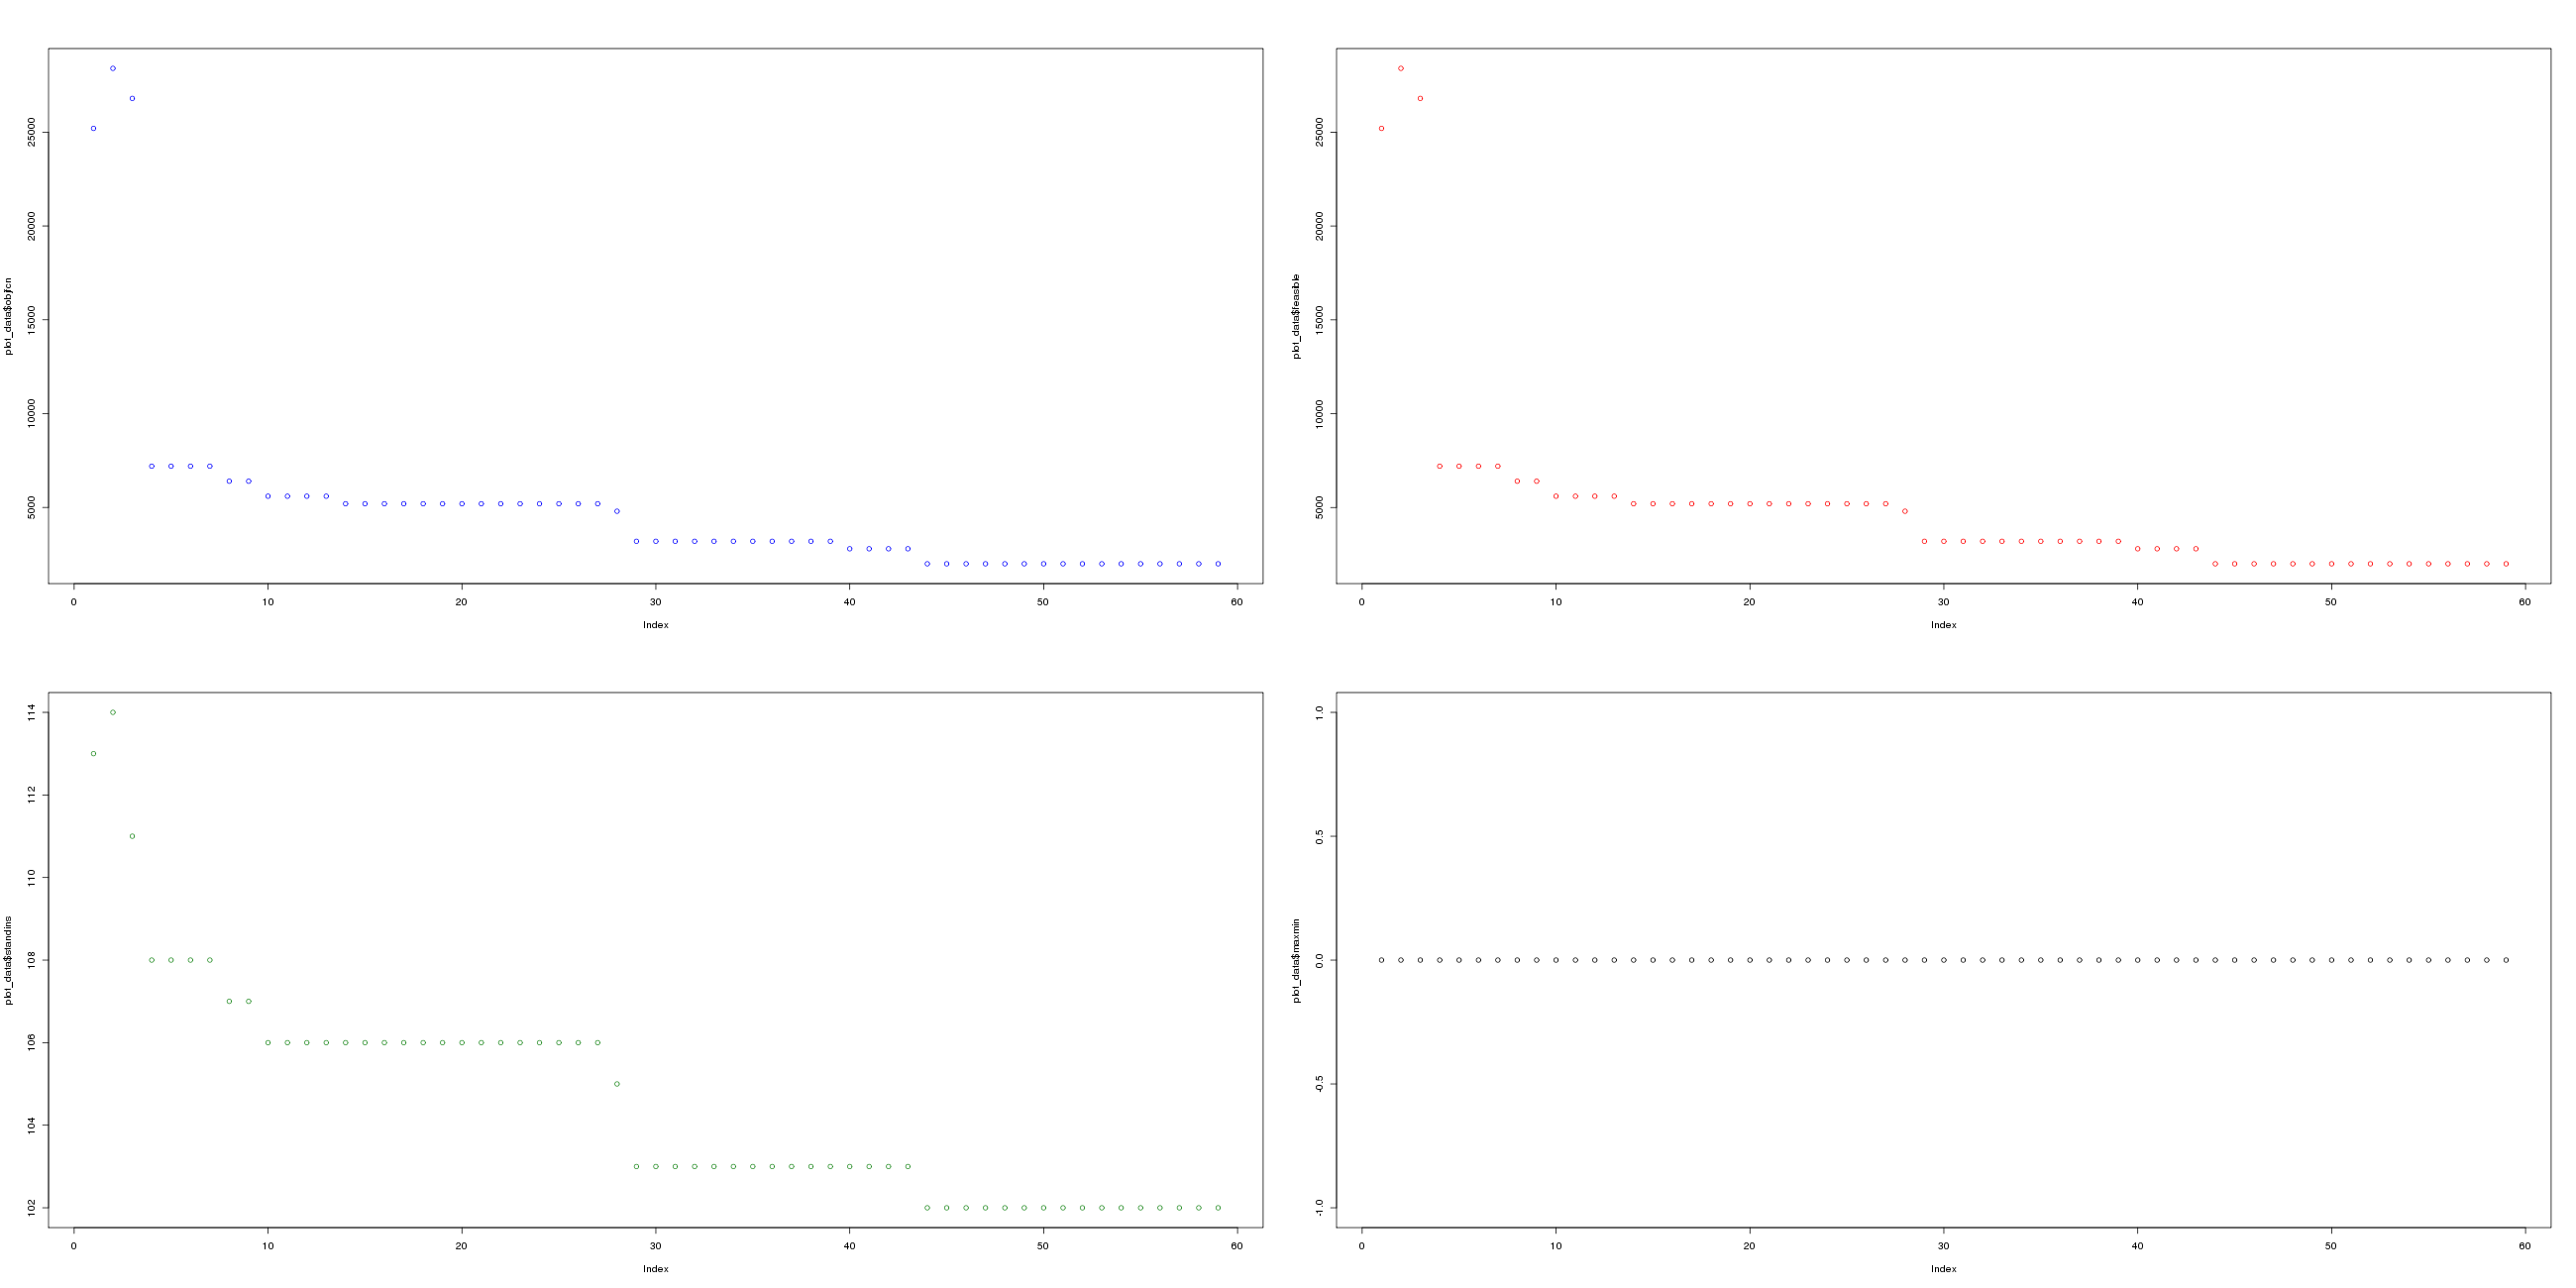 plot_data$objfcn
25000
20000
15000
10000
5000
0 10 20 30 40 50 60
Index
plot_data$feasible
25000
20000
15000
10000
5000
0 10 20 30 40 50 60
Index
plot_data$standins
114
112
110
108
106
104
102
0 10 20 30 40 50 60
Index
plot_data$maxmin
1.0
0.5
0.0
-0.5
-1.0
0 10 20 30 40 50 60
Index